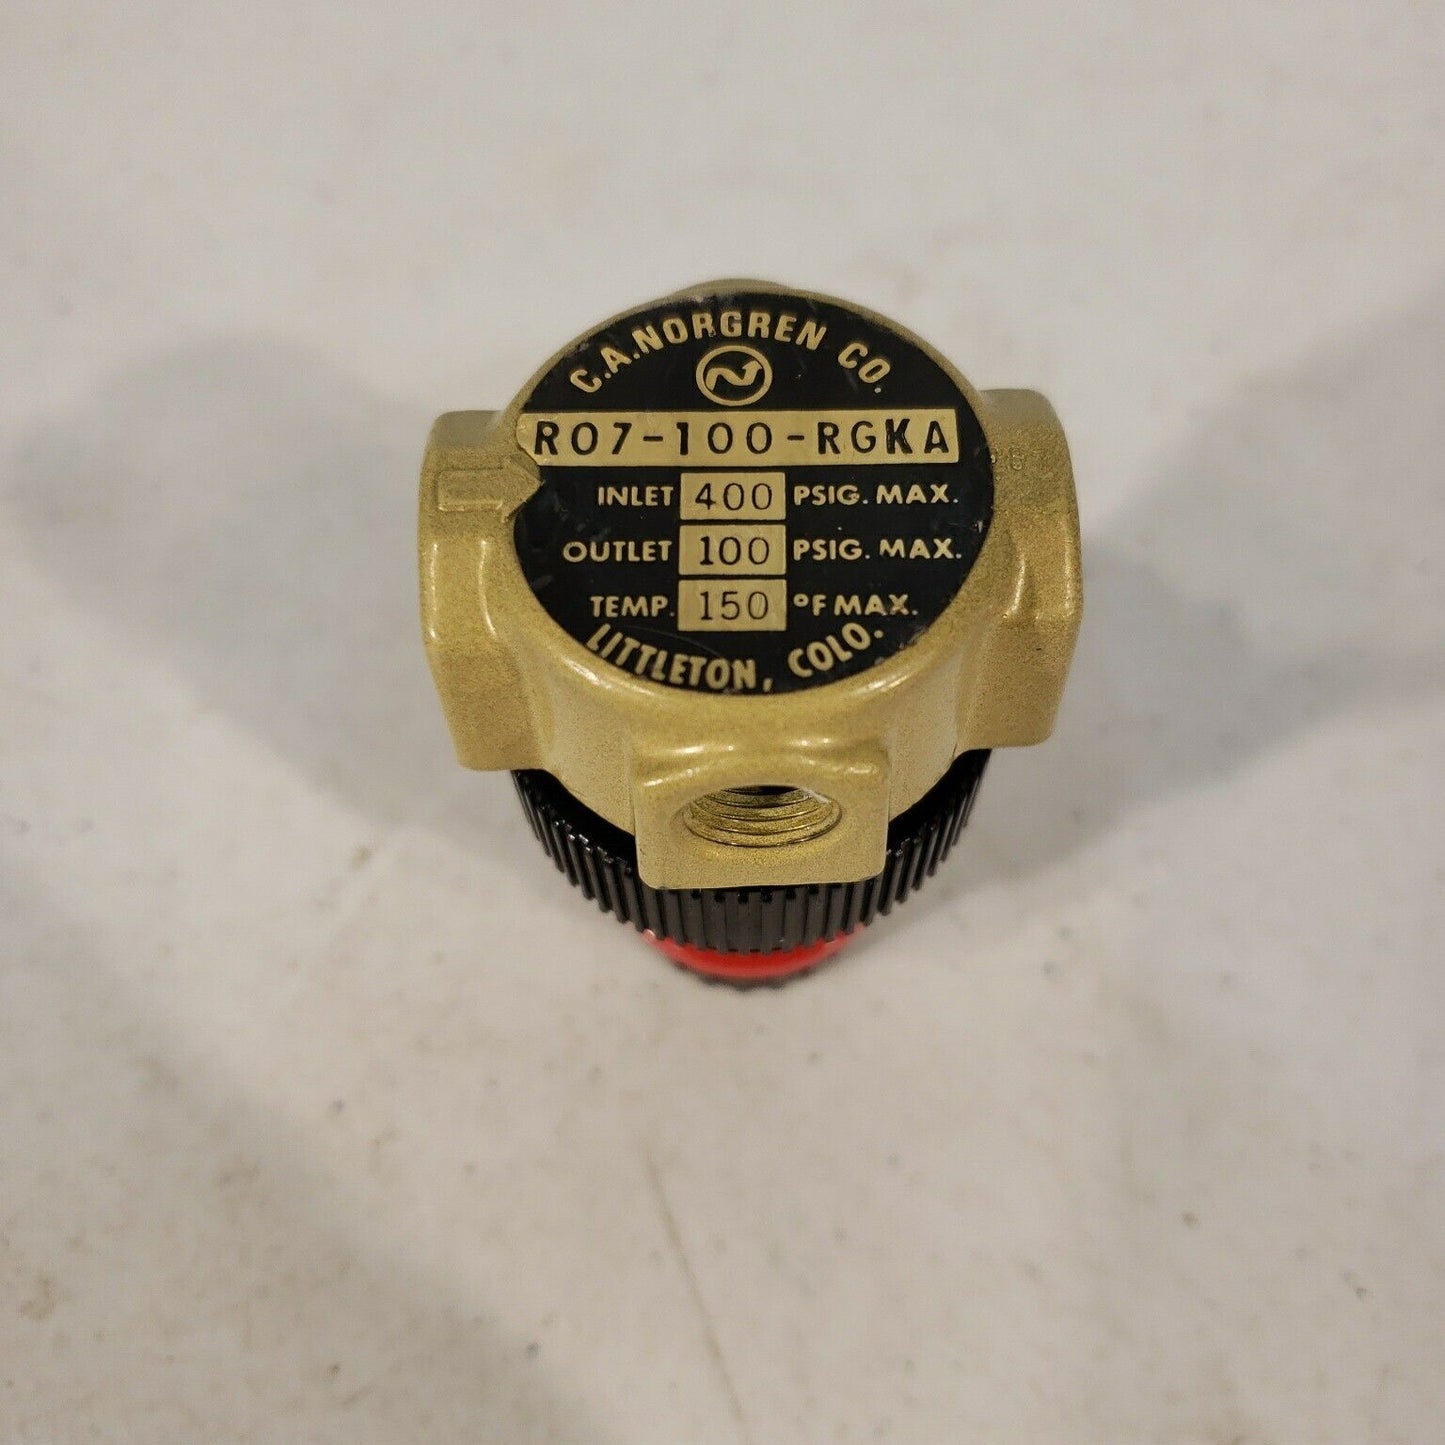 C.A.NORGREN CO.
R07-100-RGKA
INLET 400 PSIG. MAX.
OUTLET 100 PSIG. MAX.
TEMP. 150 °F MAX.
LITTLETON, COLO.